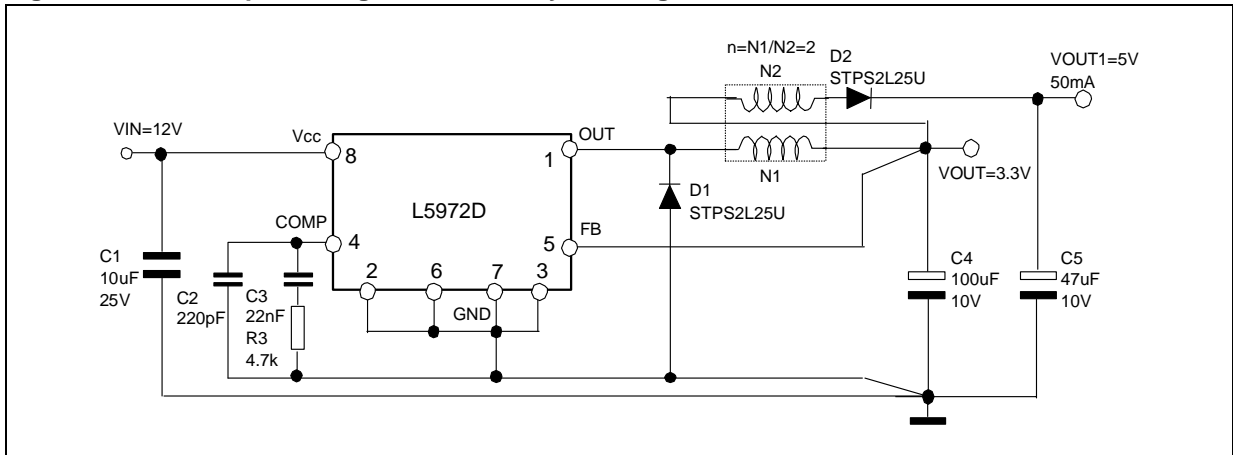 n=N1/N2=2
N2
D2
STPS2L25U
VOUT1=5V
50mA
VIN=12V
Vcc
8
OUT
1
N1
VOUT=3.3V
L5972D
D1
STPS2L25U
COMP
4
5
FB
2
6
7
3
GND
C1
10uF
25V
C2
220pF
C3
22nF
R3
4.7k
C4
100uF
10V
C5
47uF
10V